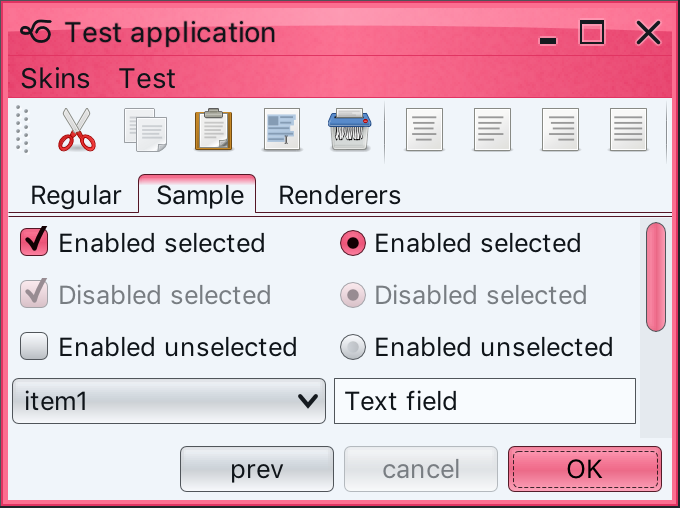 Test application
Skins Test
Regular Sample Renderers
Enabled selected Enabled selected
Disabled selected Disabled selected
Enabled unselected Enabled unselected
item1 Text field
prev cancel OK